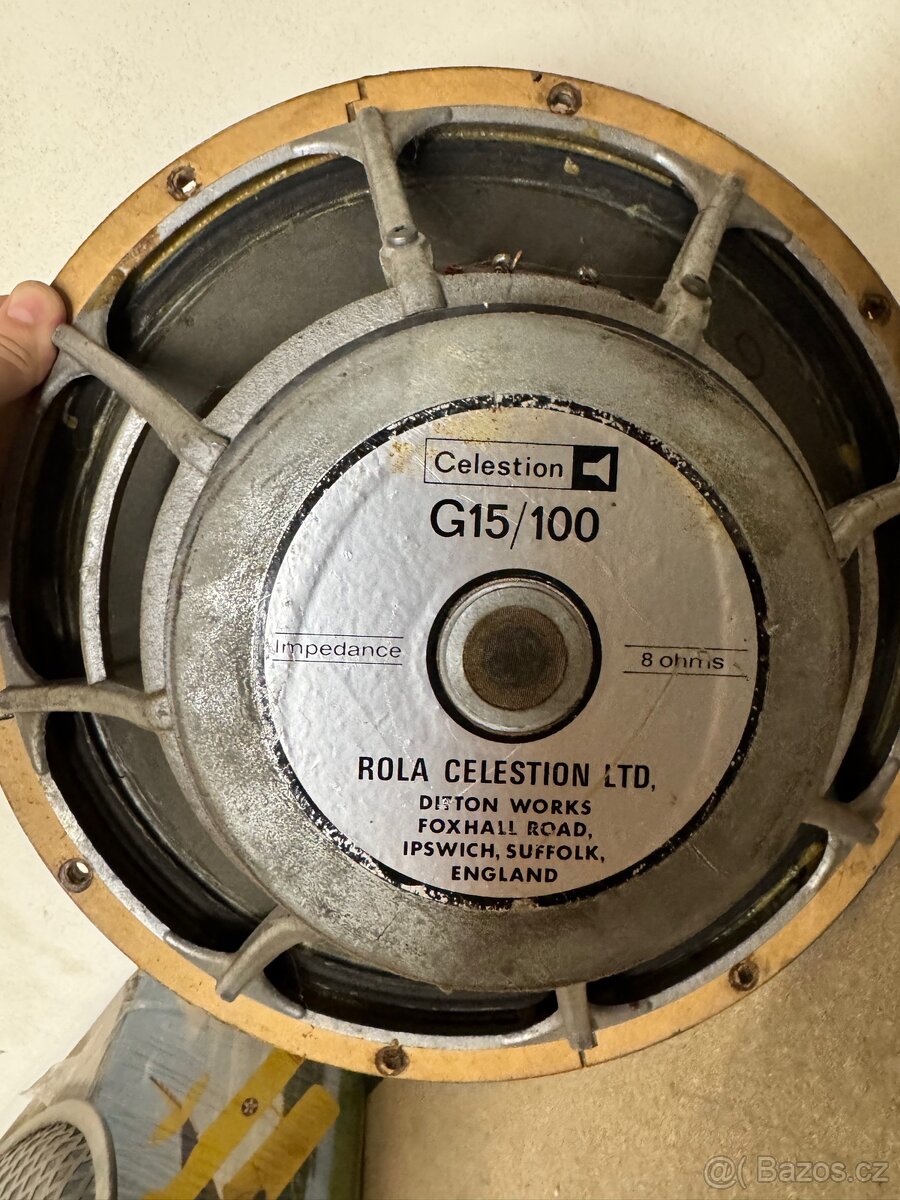 Celestion
G15/100
Impedance
8 ohms
ROLA CELESTION LTD,
DITTON WORKS
FOXHALL ROAD,
IPSWICH, SUFFOLK,
ENGLAND
@( Bazos.cz